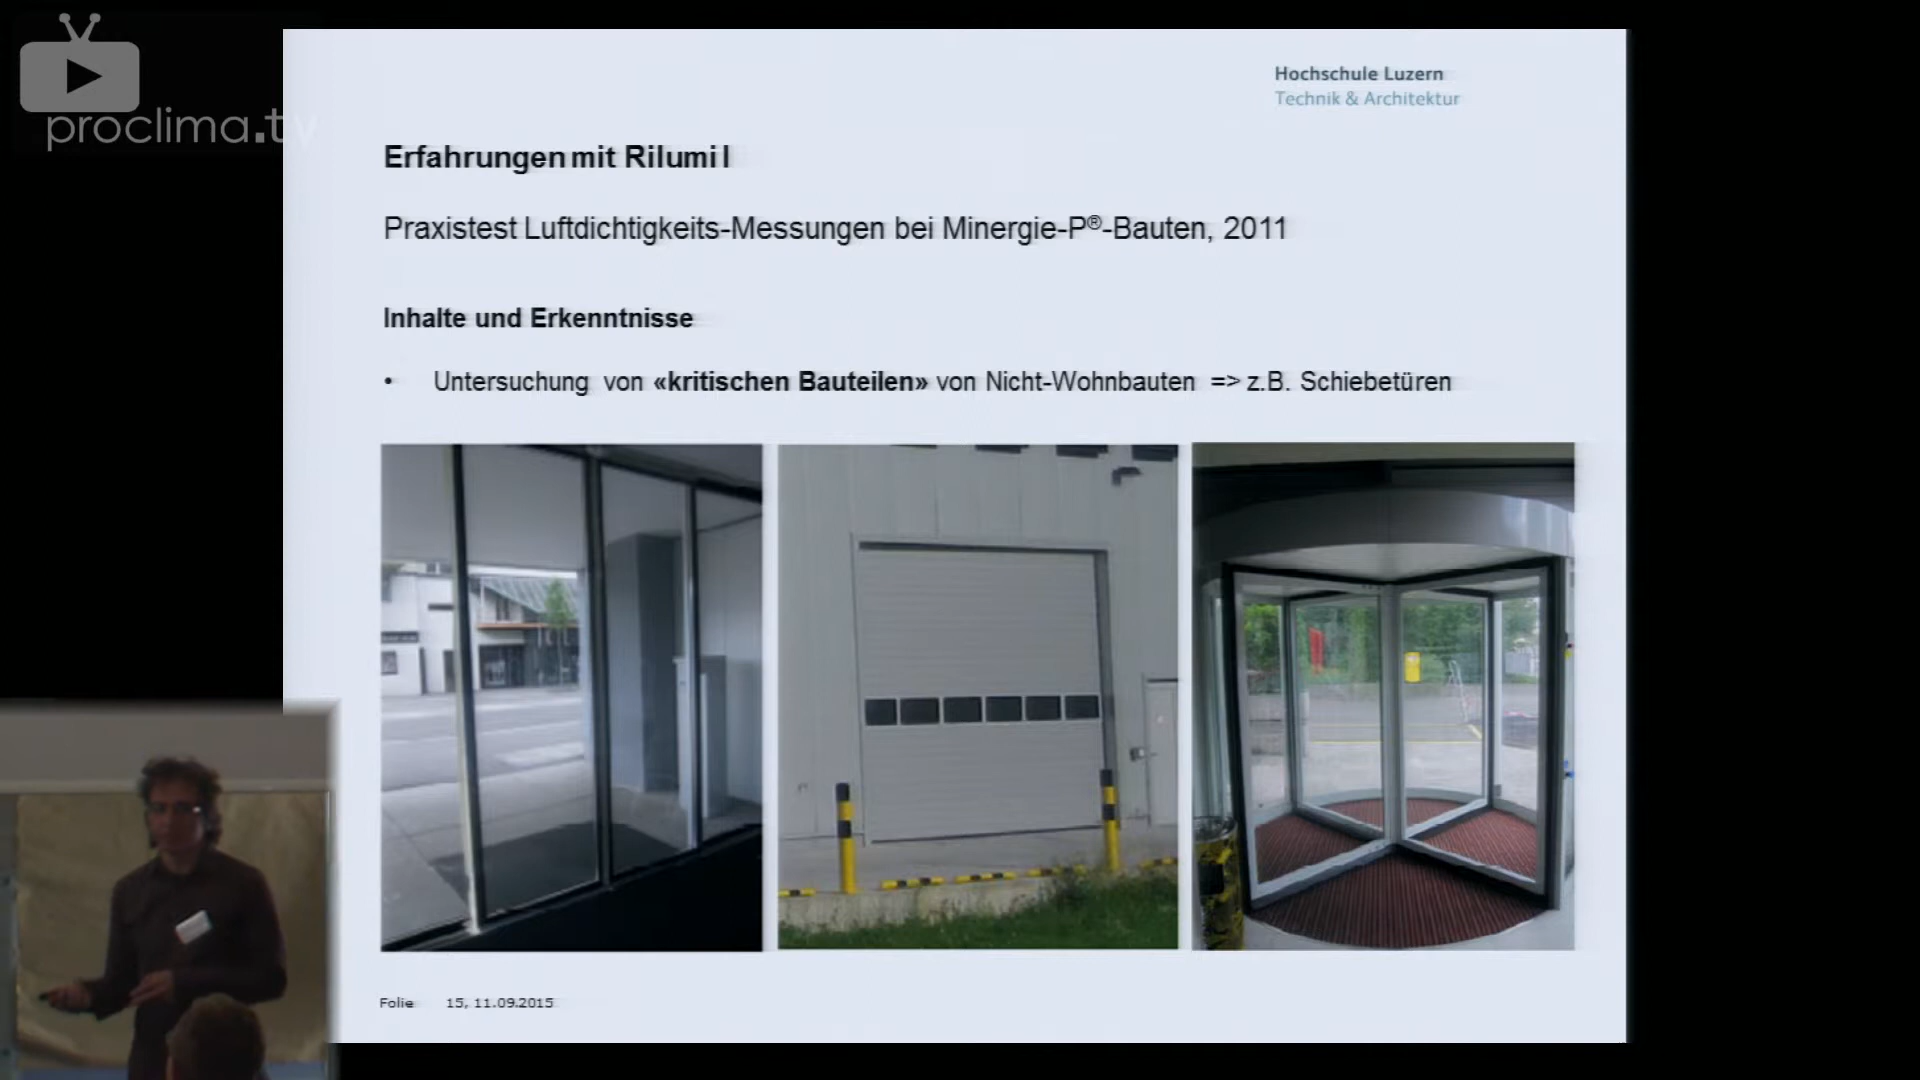 proclima.tv
Hochschule Luzern
Technik & Architektur
Erfahrungen mit Rilumi I
Praxistest Luftdichtigkeits-Messungen bei Minergie-P®-Bauten, 2011
Inhalte und Erkenntnisse
• Untersuchung von «kritischen Bauteilen» von Nicht-Wohnbauten => z.B. Schiebetüren
Folie 15, 11.09.2015